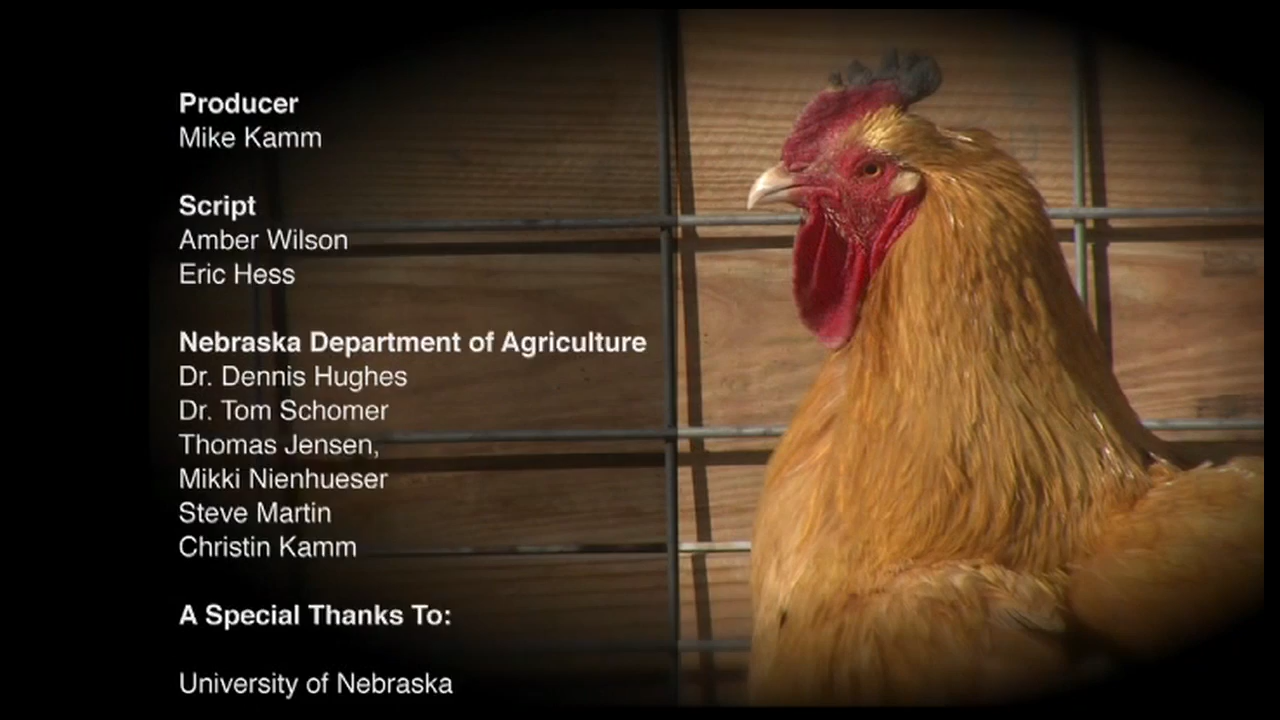 Producer
Mike Kamm
Script
Amber Wilson
Eric Hess
Nebraska Department of Agriculture
Dr. Dennis Hughes
Dr. Tom Schomer
Thomas Jensen,
Mikki Nienhueser
Steve Martin
Christin Kamm
A Special Thanks To:
University of Nebraska